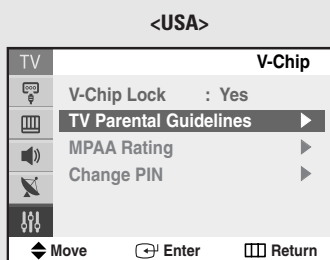 <USA>
TV V-Chip
V-Chip Lock : Yes
TV Parental Guidelines
MPAA Rating
Change PIN
Move Enter Return